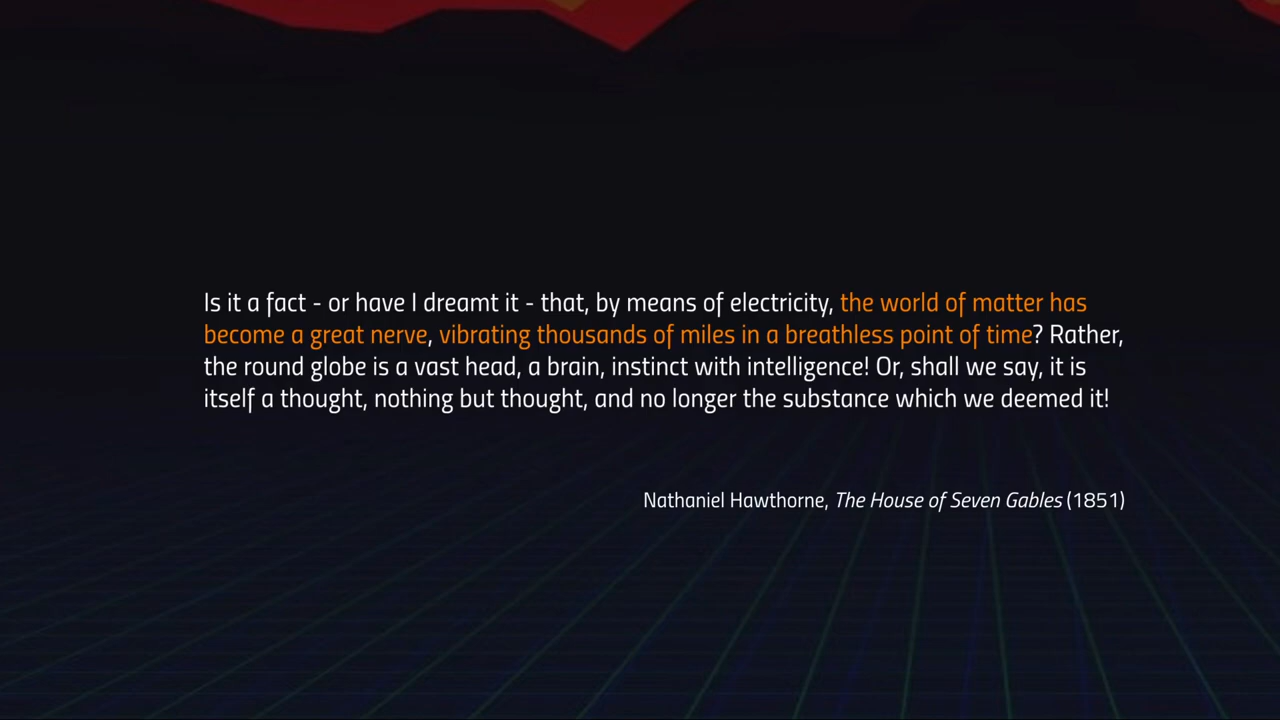 Is it a fact - or have I dreamt it - that, by means of electricity, the world of matter has
become a great nerve, vibrating thousands of miles in a breathless point of time? Rather,
the round globe is a vast head, a brain, instinct with intelligence! Or, shall we say, it is
itself a thought, nothing but thought, and no longer the substance which we deemed it!
Nathaniel Hawthorne, The House of Seven Gables (1851)